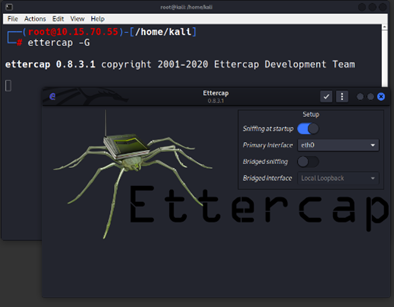 root@kali: /home/kali
File Actions Edit View Help
(root@10.15.70.55)-[/home/kali]
# ettercap -G
ettercap 0.8.3.1 copyright 2001-2020 Ettercap Development Team
Ettercap
0.8.3.1
Setup
Sniffing at startup
Primary Interface eth0
Bridged sniffing
Bridged Interface Local Loopback
Ettercap